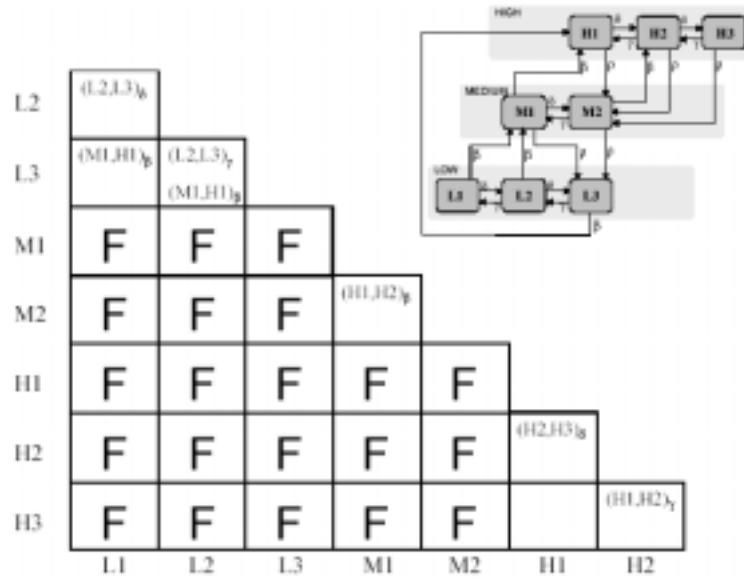 HIGH
H1 H2 H3
MEDIUM
M1 M2
LOW
L1 L2 L3
β
L2 (L2,L3)δ
L3 (M1,H1)β (L2,L3)γ
(M1,H1)β
M1 F F F
M2 F F F (H1,H2)β
H1 F F F F F
H2 F F F F F (H2,H3)δ
H3 F F F F F (H1,H2)γ
L1 L2 L3 M1 M2 H1 H2